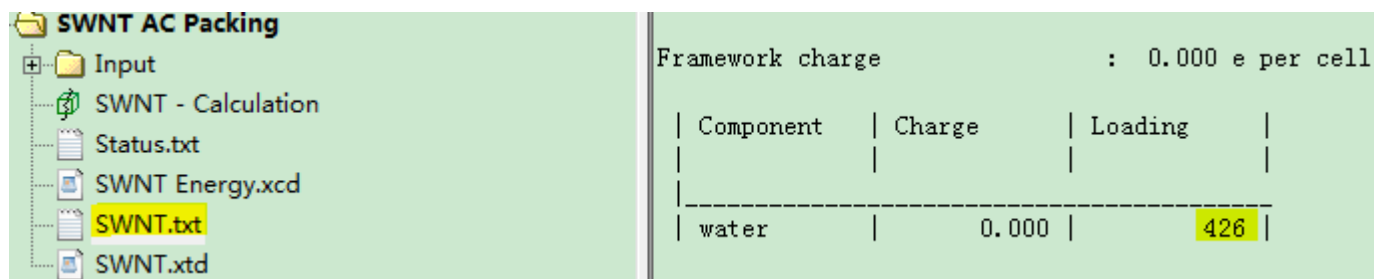 SWNT AC Packing
Input
SWNT - Calculation
Status.txt
SWNT Energy.xcd
SWNT.txt
SWNT.xtd
Framework charge : 0.000 e per cell
| Component | Charge | Loading |
| water | 0.000 | 426 |